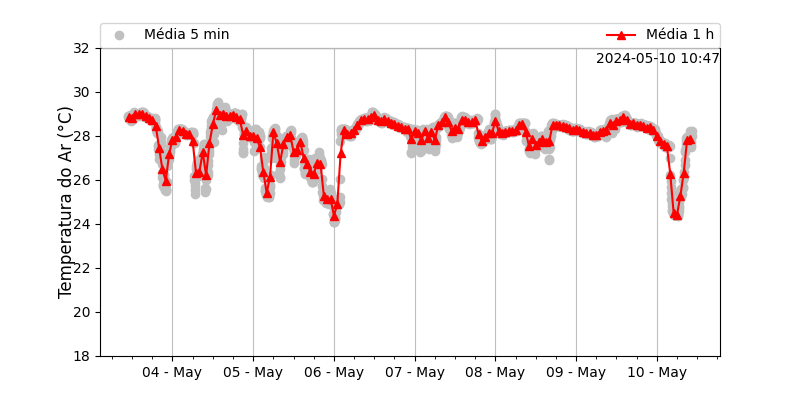 Média 5 min
Média 1 h
2024-05-10 10:47
Temperatura do Ar (°C)
32
30
28
26
24
22
20
18
04 - May
05 - May
06 - May
07 - May
08 - May
09 - May
10 - May